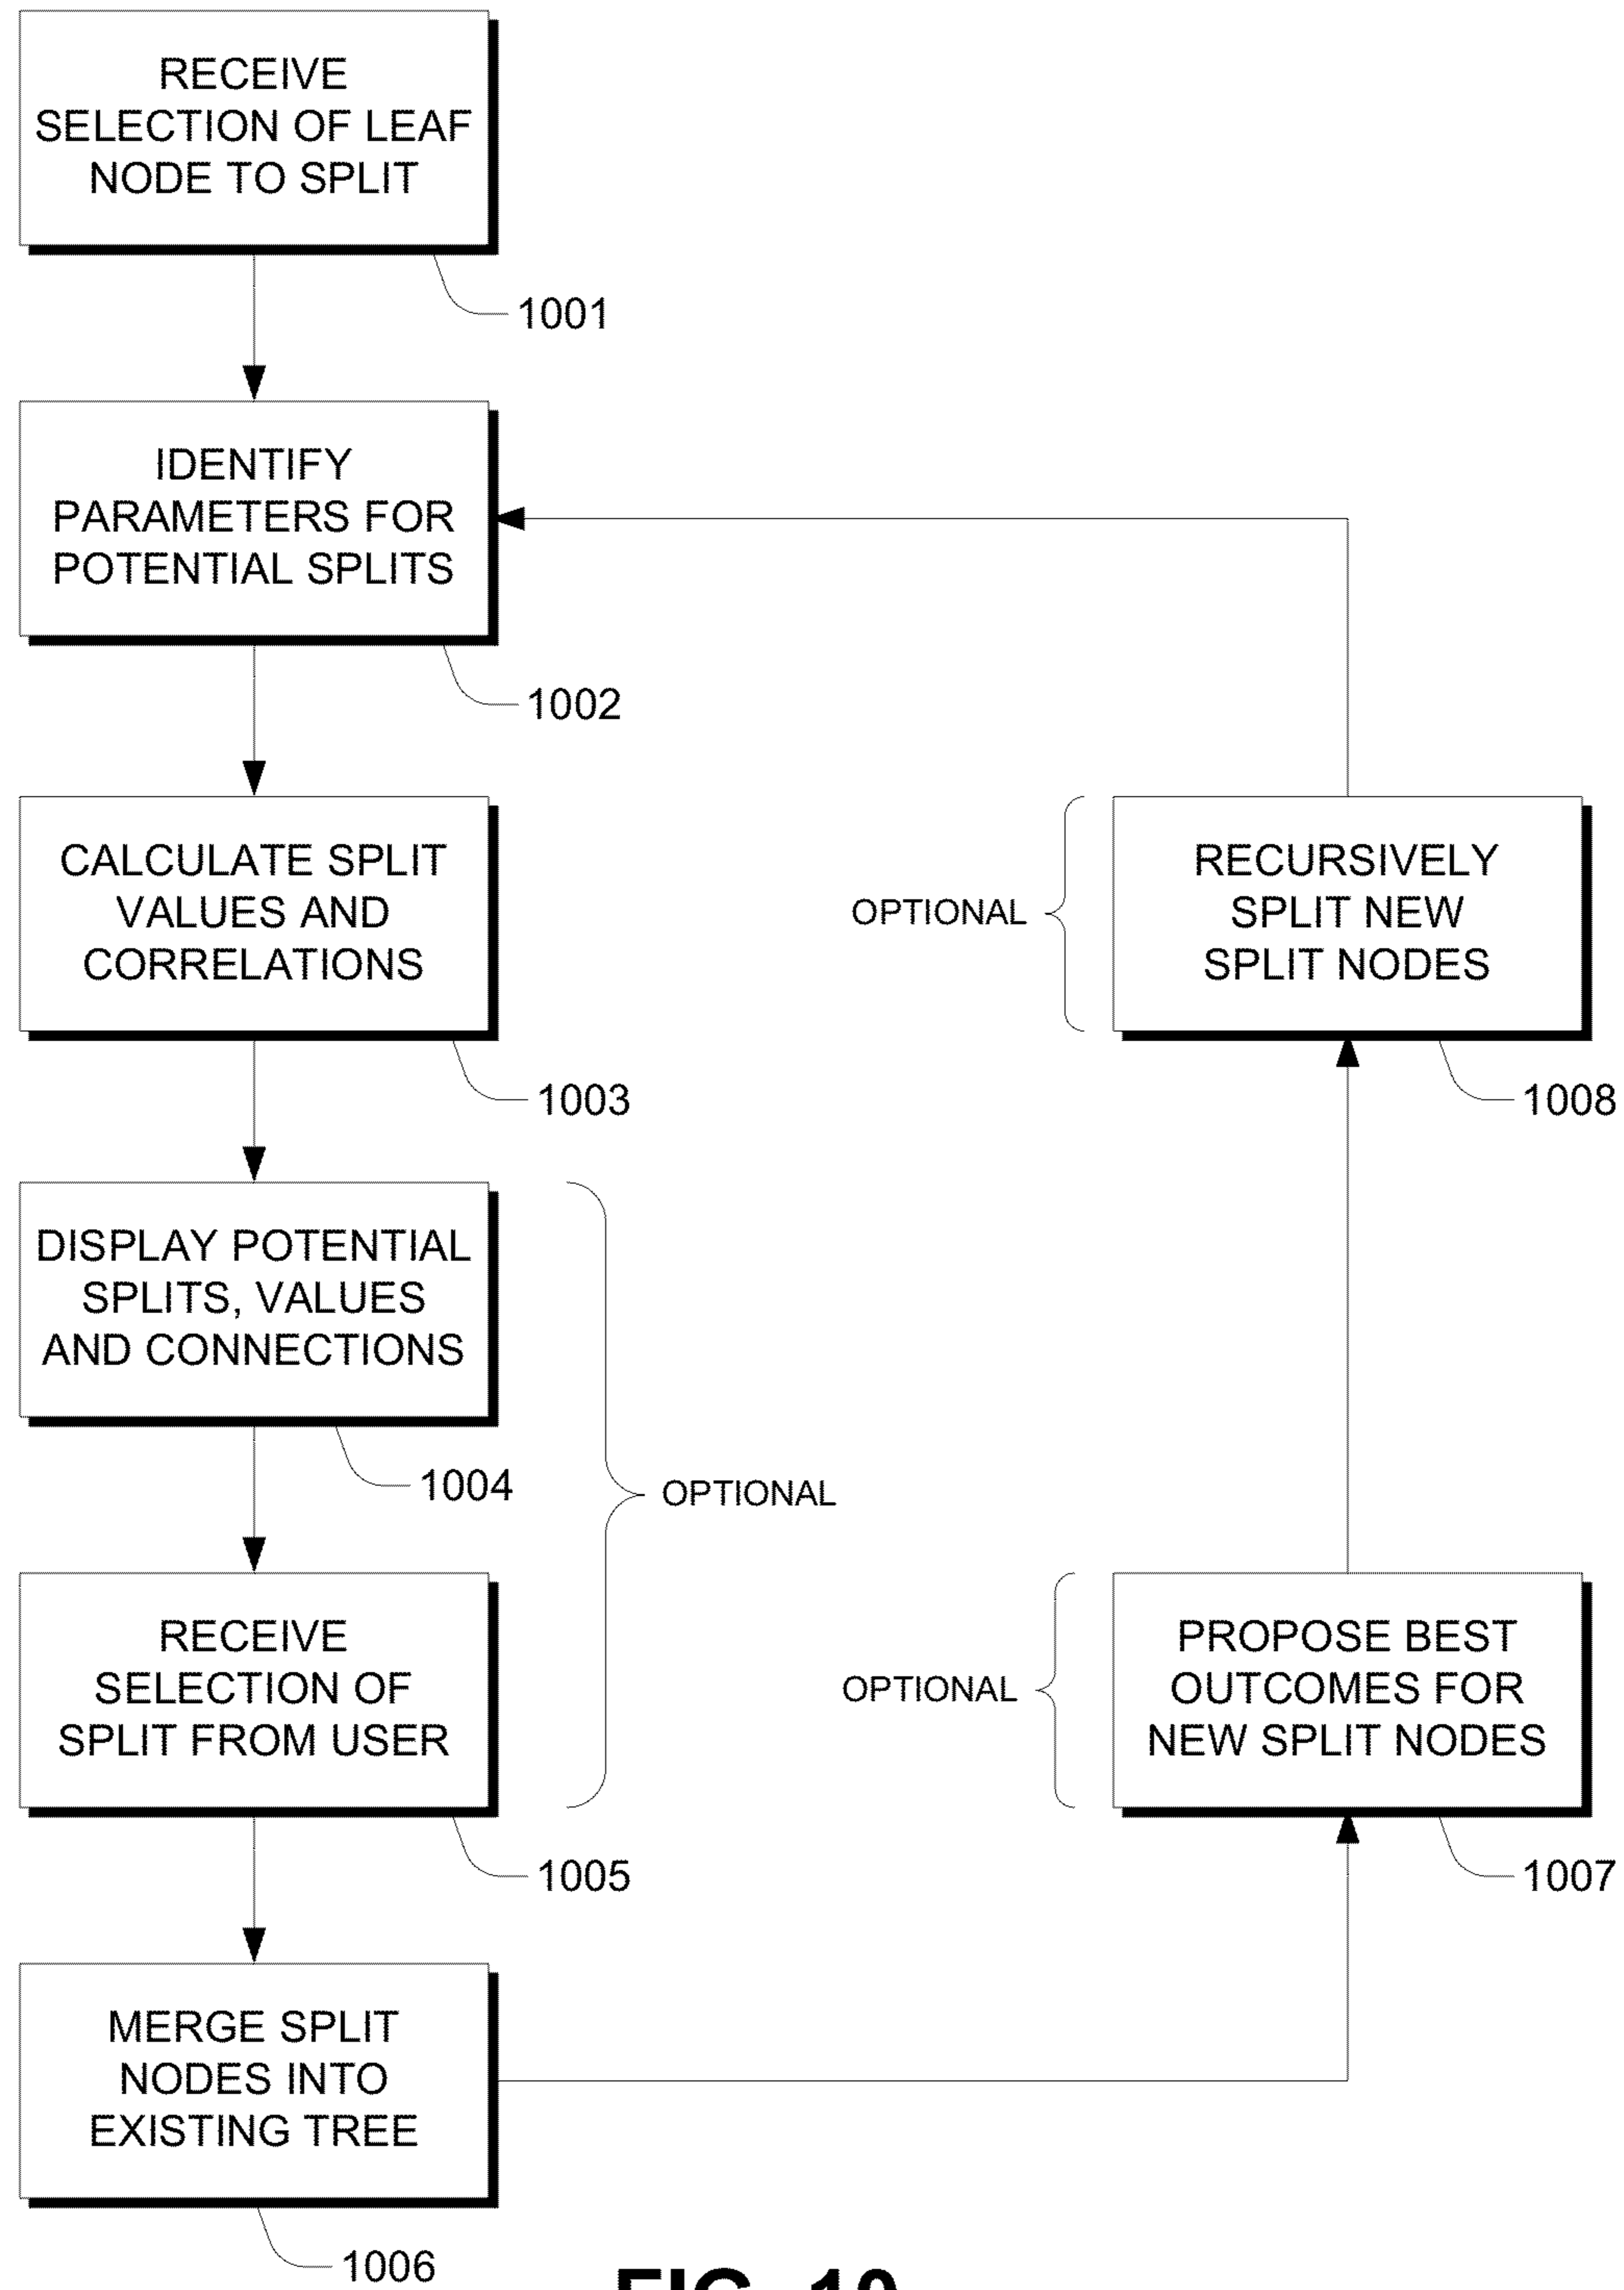 RECEIVE
SELECTION OF LEAF
NODE TO SPLIT
1001
IDENTIFY
PARAMETERS FOR
POTENTIAL SPLITS
1002
CALCULATE SPLIT
VALUES AND
CORRELATIONS
1003
DISPLAY POTENTIAL
SPLITS, VALUES
AND CONNECTIONS
1004
OPTIONAL
RECEIVE
SELECTION OF
SPLIT FROM USER
1005
MERGE SPLIT
NODES INTO
EXISTING TREE
1006
OPTIONAL
PROPOSE BEST
OUTCOMES FOR
NEW SPLIT NODES
1007
OPTIONAL
RECURSIVELY
SPLIT NEW
SPLIT NODES
1008
FIG. 10